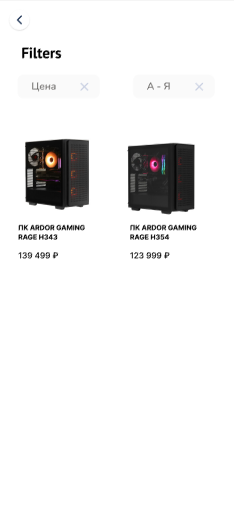 Filters
Цена
А - Я
ПК ARDOR GAMING
RAGE H343
ПК ARDOR GAMING
RAGE H354
139 499 ₽
123 999 ₽